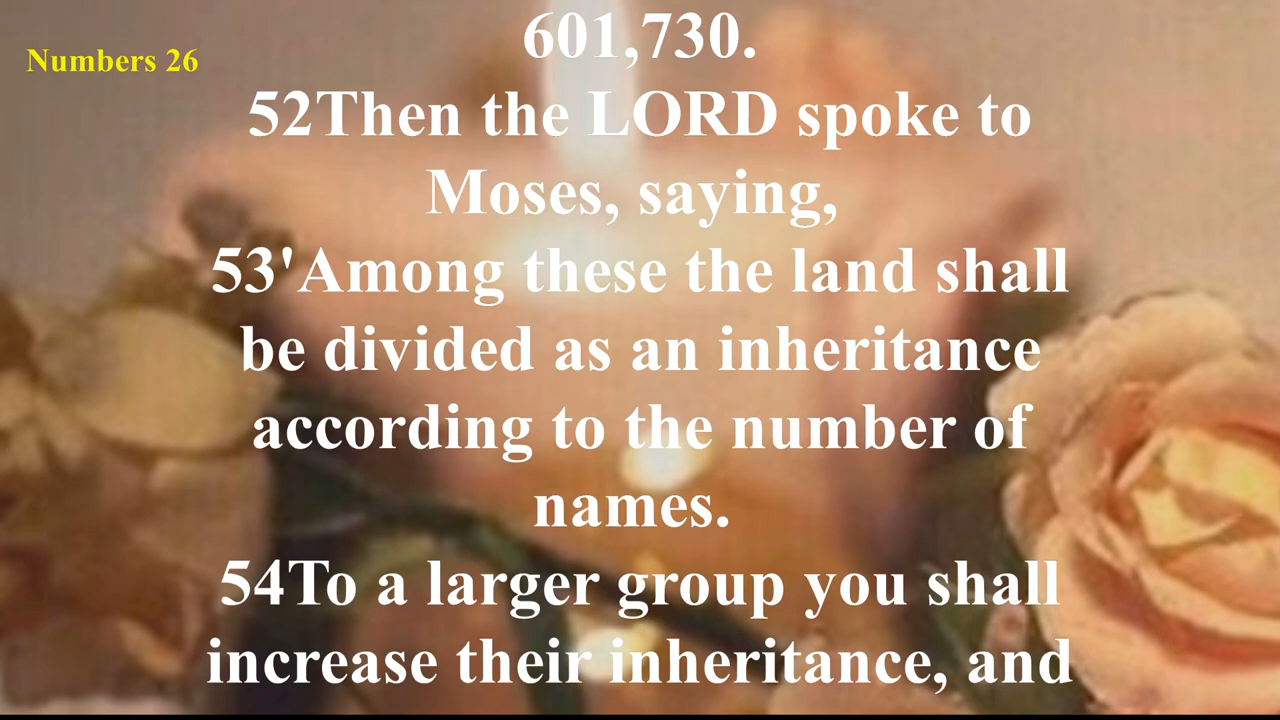 Numbers 26
601,730.
52Then the LORD spoke to
Moses, saying,
53'Among these the land shall
be divided as an inheritance
according to the number of
names.
54To a larger group you shall
increase their inheritance, and